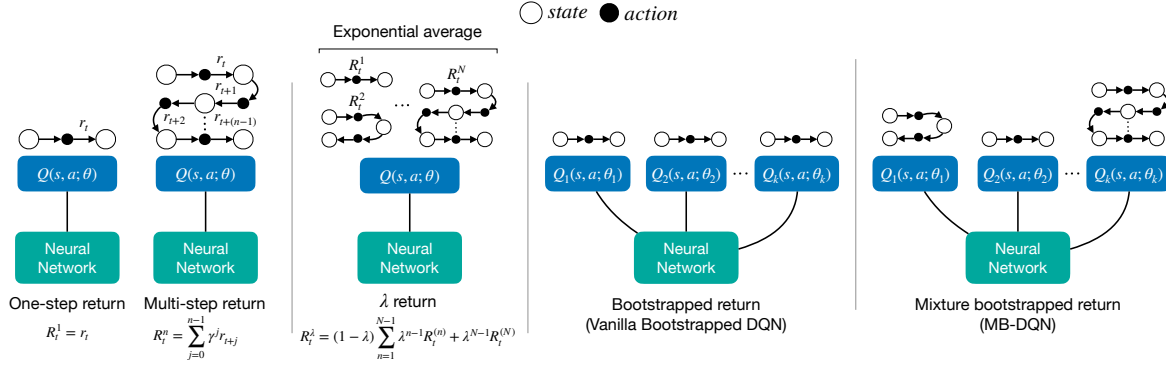 state action
Exponential average
r_t
Q(s, a; θ)
Neural
Network
One-step return
R_t^1 = r_t
r_t
r_{t+1}
r_{t+2}
r_{t+(n−1)}
Q(s, a; θ)
Neural
Network
Multi-step return
R_t^n = \sum_{j=0}^{n−1} γ^j r_{t+j}
R_t^1
R_t^2
...
R_t^N
Q(s, a; θ)
Neural
Network
λ return
R_t^λ = (1 − λ) \sum_{n=1}^{N−1} λ^{n−1} R_t^{(n)} + λ^{N−1} R_t^{(N)}
Q_1(s, a; θ_1) Q_2(s, a; θ_2) ... Q_k(s, a; θ_k)
Neural
Network
Bootstrapped return
(Vanilla Bootstrapped DQN)
Q_1(s, a; θ_1) Q_2(s, a; θ_2) ... Q_k(s, a; θ_k)
Neural
Network
Mixture bootstrapped return
(MB-DQN)